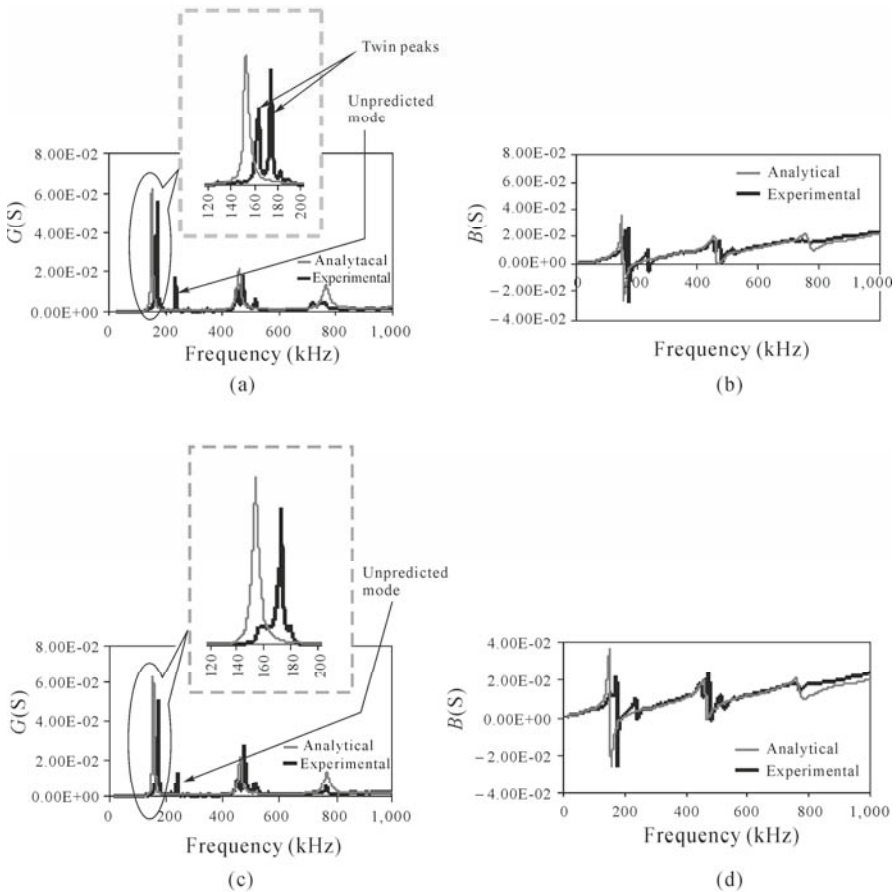 Twin peaks
Unpredicted
mode
8.00E-02
6.00E-02
4.00E-02
2.00E-02
0.00E+00
G(S)
120
140
160
180
200
Analytacal
Experimental
200
400
600
800
1,000
Frequency (kHz)
(a)
8.00E-02
6.00E-02
4.00E-02
2.00E-02
0.00E+00
−2.00E-02
−4.00E-02
B(S)
Analytical
Experimental
0
200
400
600
800
1,000
Frequency (kHz)
(b)
Unpredicted
mode
8.00E-02
6.00E-02
4.00E-02
2.00E-02
0.00E+00
G(S)
120
140
160
180
200
Analytical
Experimental
200
400
600
800
1,000
Frequency (kHz)
(c)
4.00E-02
2.00E-02
0.00E+00
−2.00E-02
−4.00E-02
B(S)
Analytical
Experimental
0
200
400
600
800
1,000
Frequency (kHz)
(d)